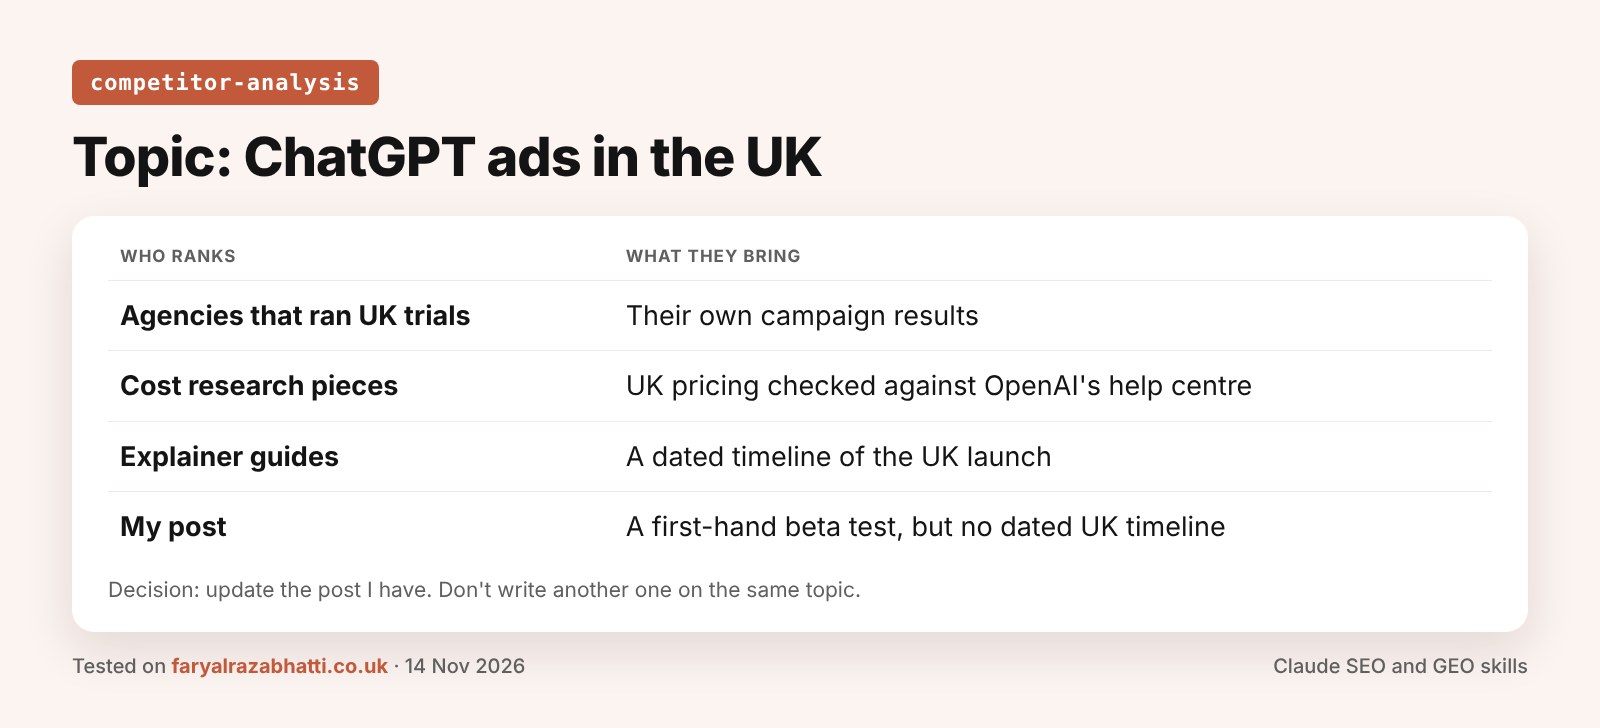 competitor-analysis
Topic: ChatGPT ads in the UK
WHO RANKS WHAT THEY BRING
Agencies that ran UK trials Their own campaign results
Cost research pieces UK pricing checked against OpenAI's help centre
Explainer guides A dated timeline of the UK launch
My post A first-hand beta test, but no dated UK timeline
Decision: update the post I have. Don't write another one on the same topic.
Tested on faryalrazabhatti.co.uk · 14 Nov 2026 Claude SEO and GEO skills